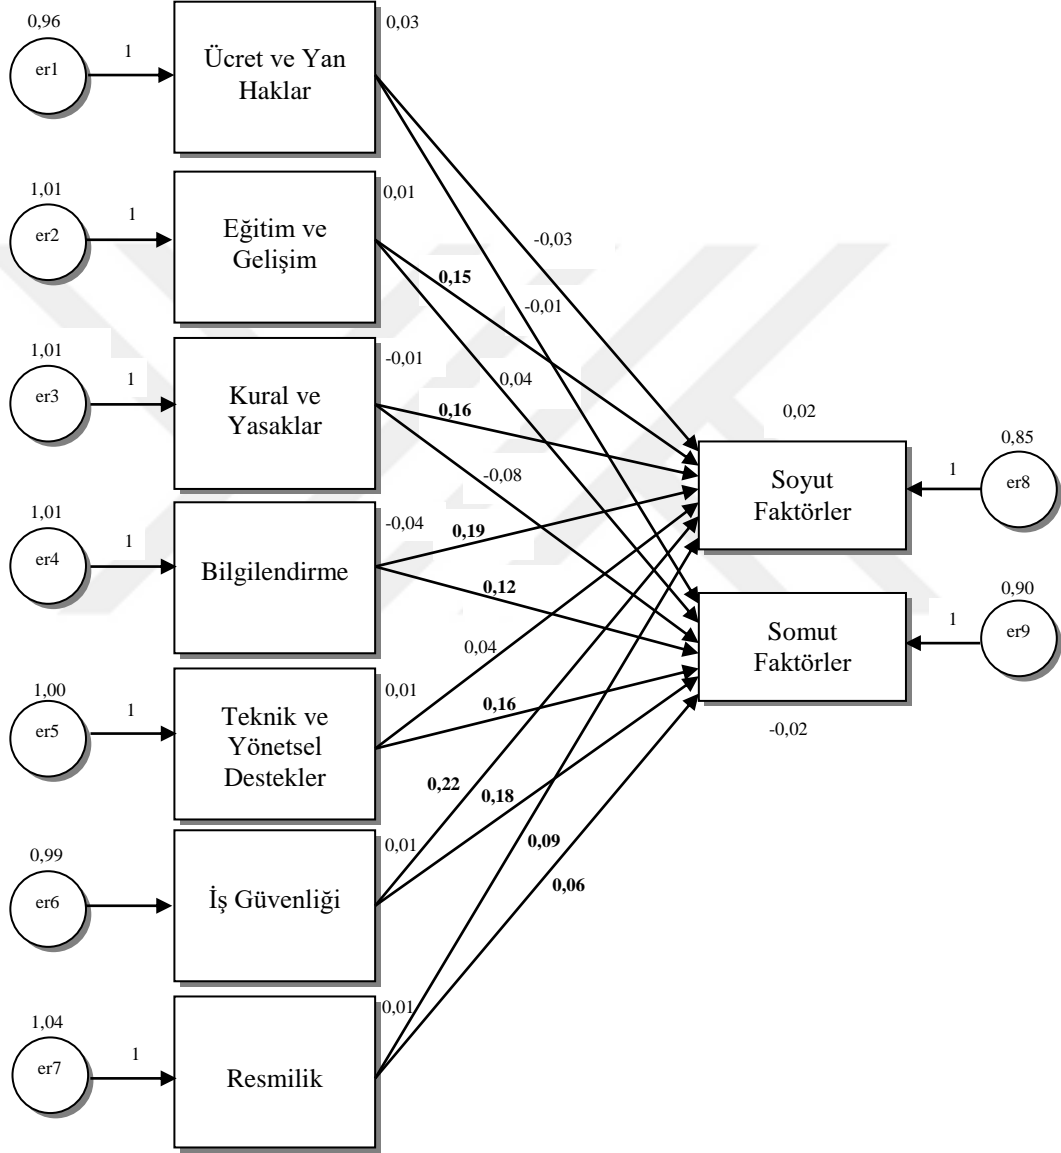 0,96
er1
1
Ücret ve Yan
Haklar
0,03
1,01
er2
1
Eğitim ve
Gelişim
0,01
-0,03
0,15
-0,01
1,01
er3
1
Kural ve
Yasaklar
-0,01
0,04
0,16
-0,08
0,02
Soyut
Faktörler
1
0,85
er8
1,01
er4
1
Bilgilendirme
-0,04
0,19
0,12
0,04
Somut
Faktörler
1
0,90
er9
-0,02
1,00
er5
1
Teknik ve
Yönetsel
Destekler
0,01
0,16
0,22
0,18
0,99
er6
İş Güvenliği
0,01
0,09
0,06
1,04
er7
1
Resmilik
0,01